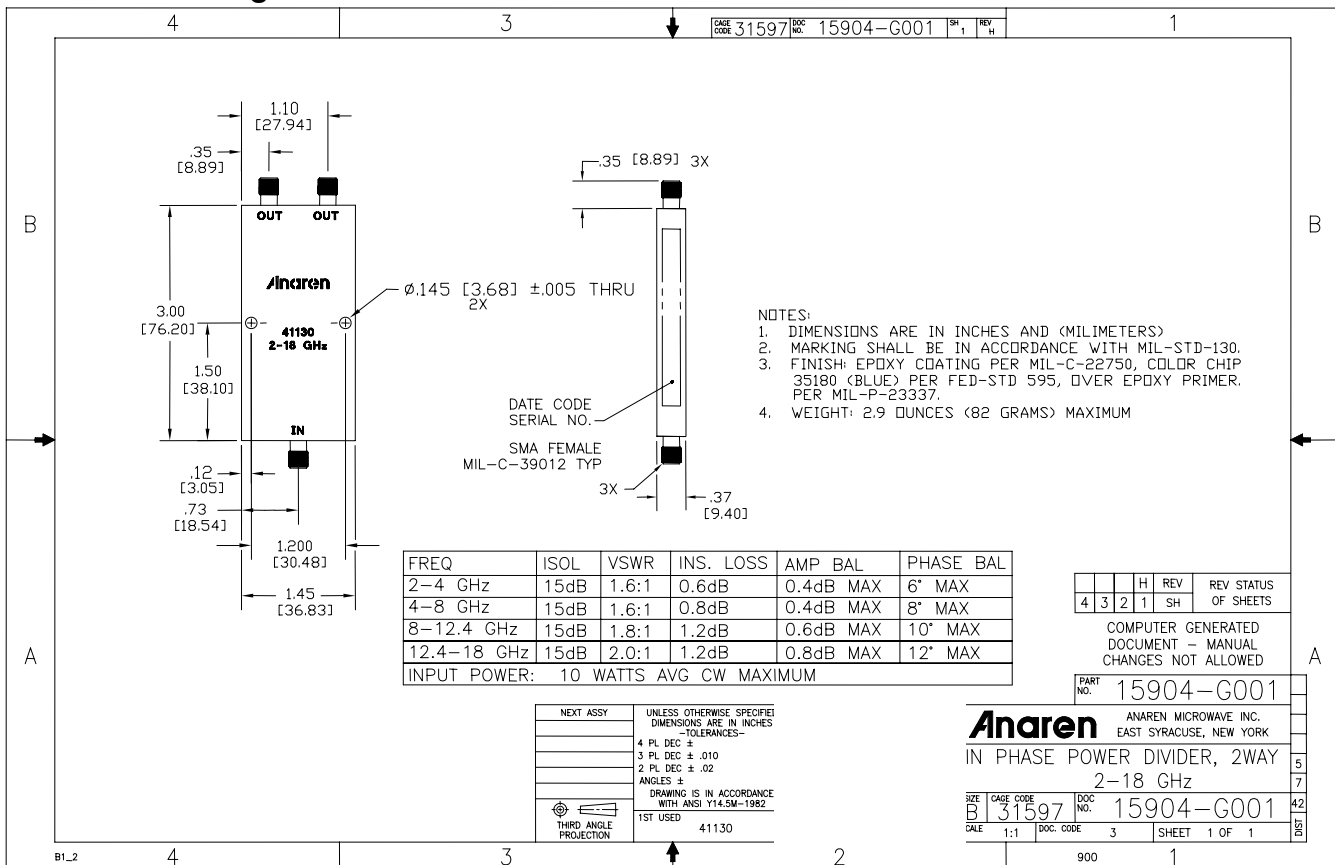 4 3 1
CAGE CODE 31597 DOC NO. 15904-G001 SH 1 REV H
1.10
[27.94]
.35
[8.89]
.35 [8.89] 3X
B B
OUT OUT
Anaren
Ø.145 [3.68] ±.005 THRU
2X
3.00
[76.20]
41130
2-18 GHz
1.50
[38.10]
IN
NOTES:
1. DIMENSIONS ARE IN INCHES AND (MILIMETERS)
2. MARKING SHALL BE IN ACCORDANCE WITH MIL-STD-130.
3. FINISH: EPOXY COATING PER MIL-C-22750, COLOR CHIP
35180 (BLUE) PER FED-STD 595, OVER EPOXY PRIMER.
PER MIL-P-23337.
4. WEIGHT: 2.9 OUNCES (82 GRAMS) MAXIMUM
DATE CODE
SERIAL NO.
SMA FEMALE
MIL-C-39012 TYP
3X
.12
[3.05]
.37
[9.40]
.73
[18.54]
1.200
[30.48]
1.45
[36.83]
FREQ ISOL VSWR INS. LOSS AMP BAL PHASE BAL
2-4 GHz 15dB 1.6:1 0.6dB 0.4dB MAX 6° MAX
4-8 GHz 15dB 1.6:1 0.8dB 0.4dB MAX 8° MAX
8-12.4 GHz 15dB 1.8:1 1.2dB 0.6dB MAX 10° MAX
12.4-18 GHz 15dB 2.0:1 1.2dB 0.8dB MAX 12° MAX
INPUT POWER: 10 WATTS AVG CW MAXIMUM
H REV REV STATUS
4 3 2 1 SH OF SHEETS
COMPUTER GENERATED
DOCUMENT - MANUAL
CHANGES NOT ALLOWED
A A
PART NO. 15904-G001
NEXT ASSY
UNLESS OTHERWISE SPECIFIED
DIMENSIONS ARE IN INCHES
-TOLERANCES-
4 PL DEC ±
3 PL DEC ± .010
2 PL DEC ± .02
ANGLES ±
DRAWING IS IN ACCORDANCE
WITH ANSI Y14.5M-1982
THIRD ANGLE
PROJECTION
1ST USED
41130
Anaren ANAREN MICROWAVE INC.
EAST SYRACUSE, NEW YORK
IN PHASE POWER DIVIDER, 2WAY
2-18 GHz
5
7
42
DIST
SIZE B CAGE CODE 31597 DOC NO. 15904-G001
CALE 1:1 DOC. CODE 3 SHEET 1 OF 1
B1_2 4 3 2 900 1